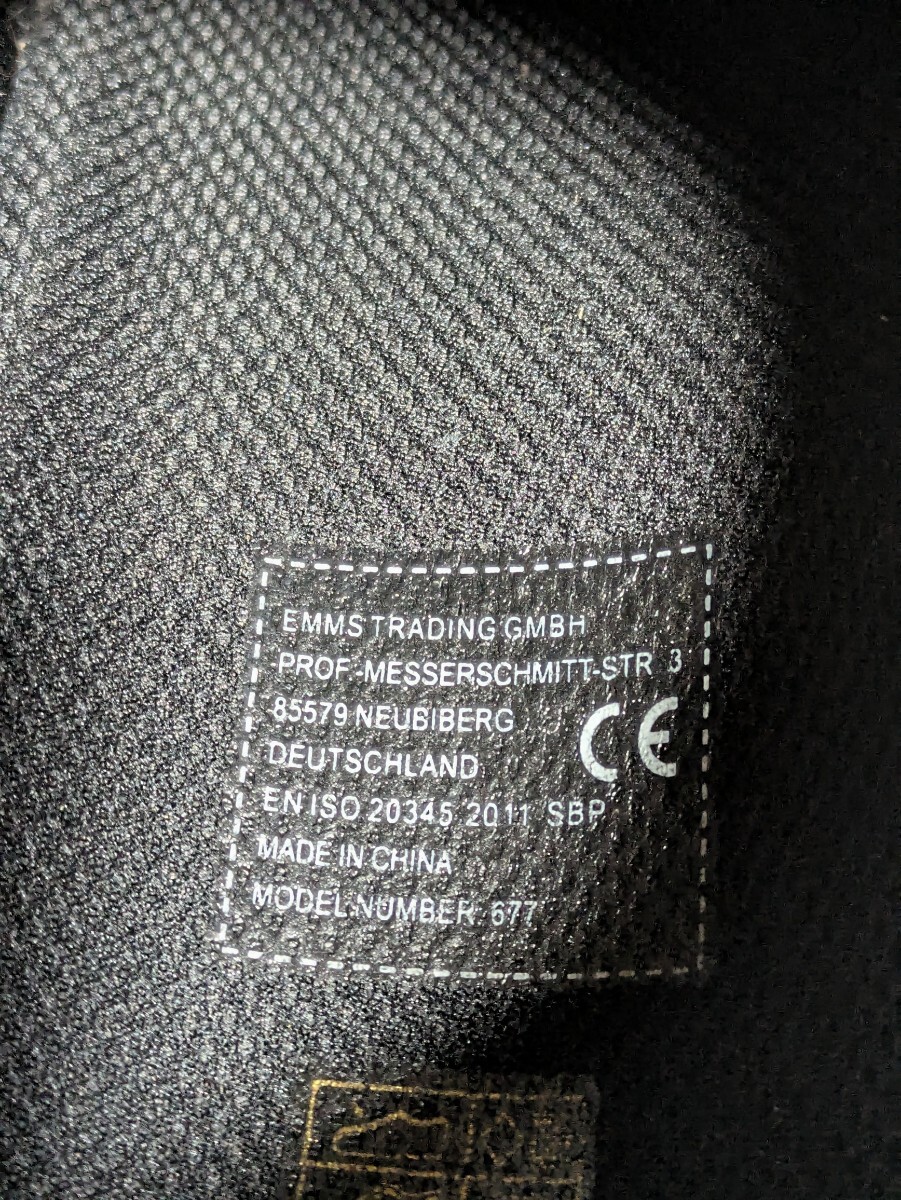 EMMS TRADING GMBH
PROF.-MESSERSCHMITT-STR 3
85579 NEUBIBERG
DEUTSCHLAND
CE
EN ISO 20345 2011 SBP
MADE IN CHINA
MODEL NUMBER: 677